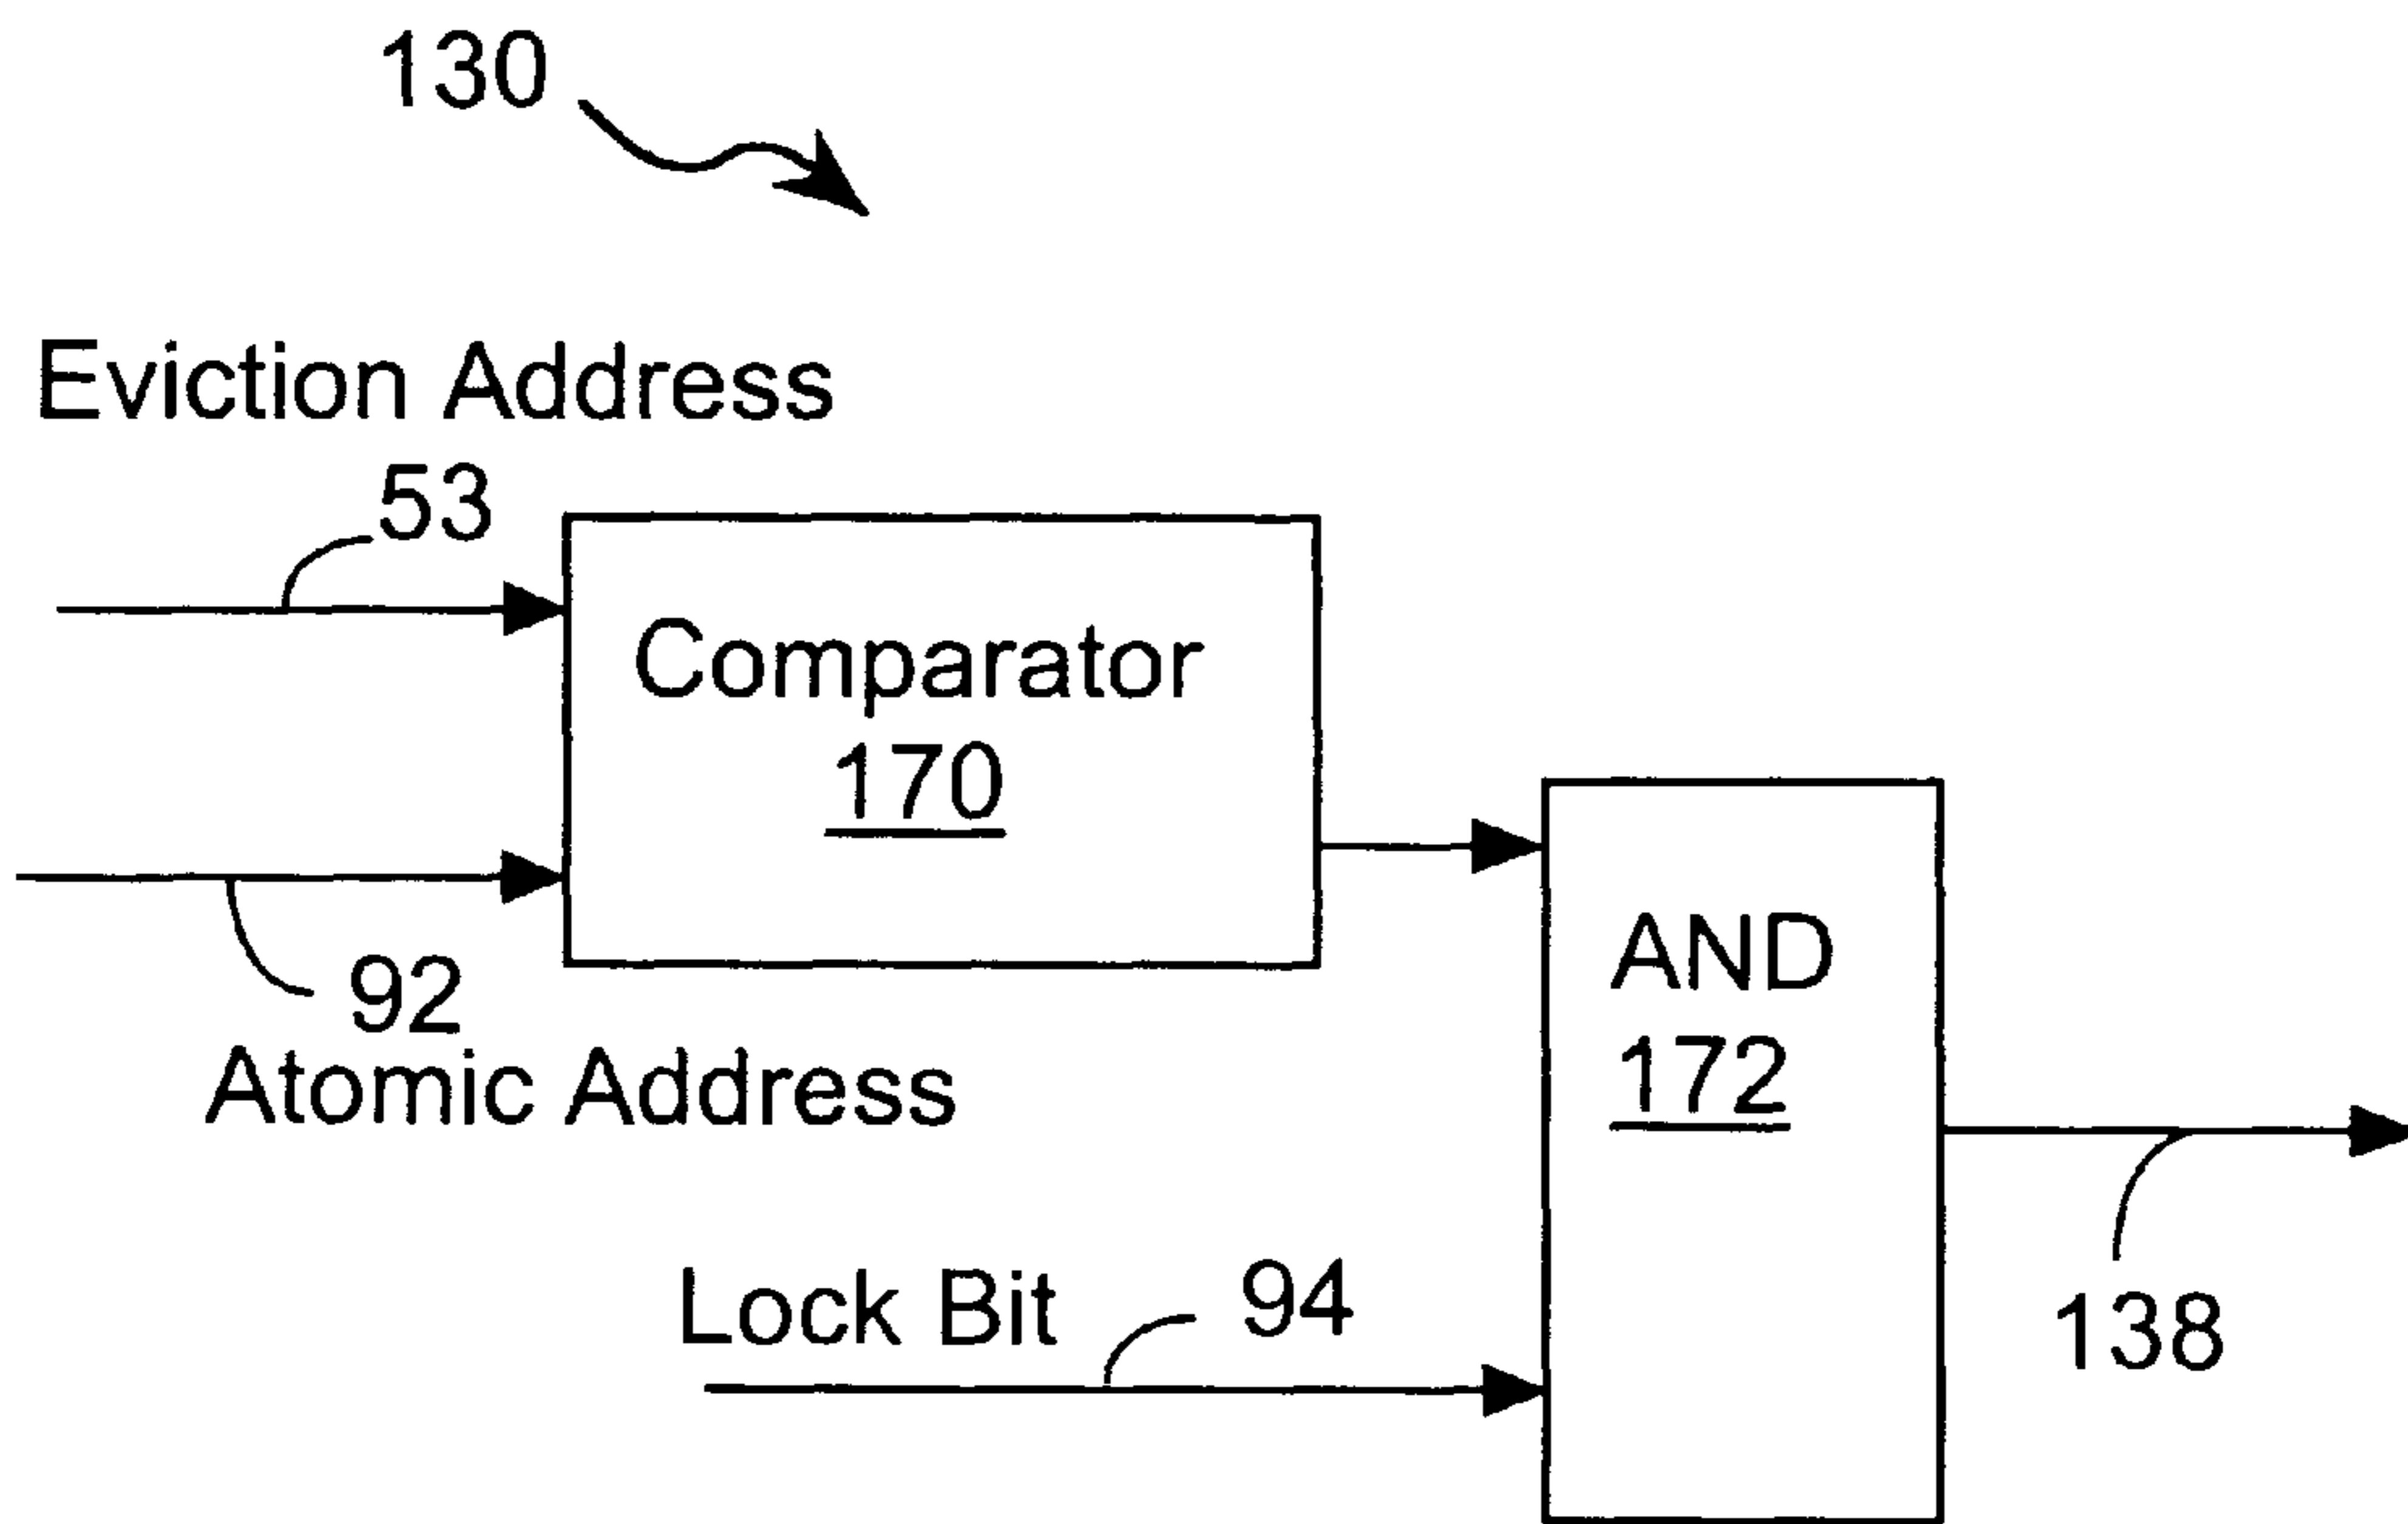 130
Eviction Address
53
Comparator
170
92
Atomic Address
AND
172
Lock Bit
94
138